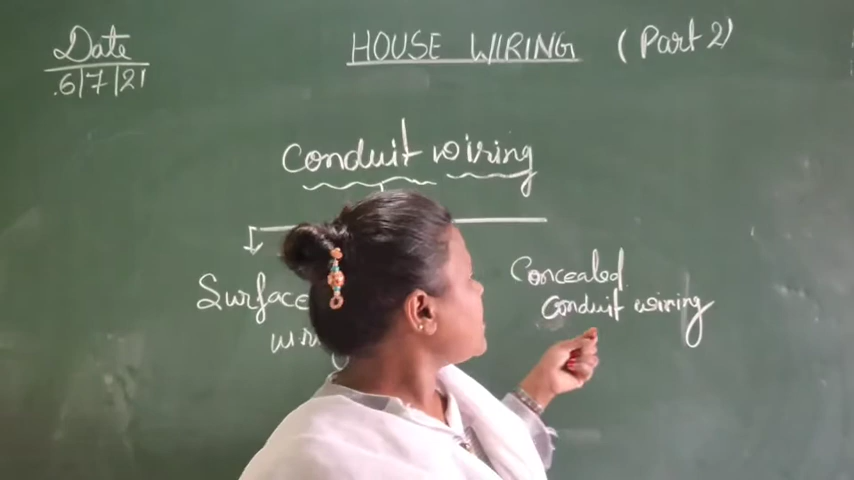 Date
6/7/21
HOUSE WIRING (Part 2)
Conduit wiring
Surface
Concealed
Conduit wiring